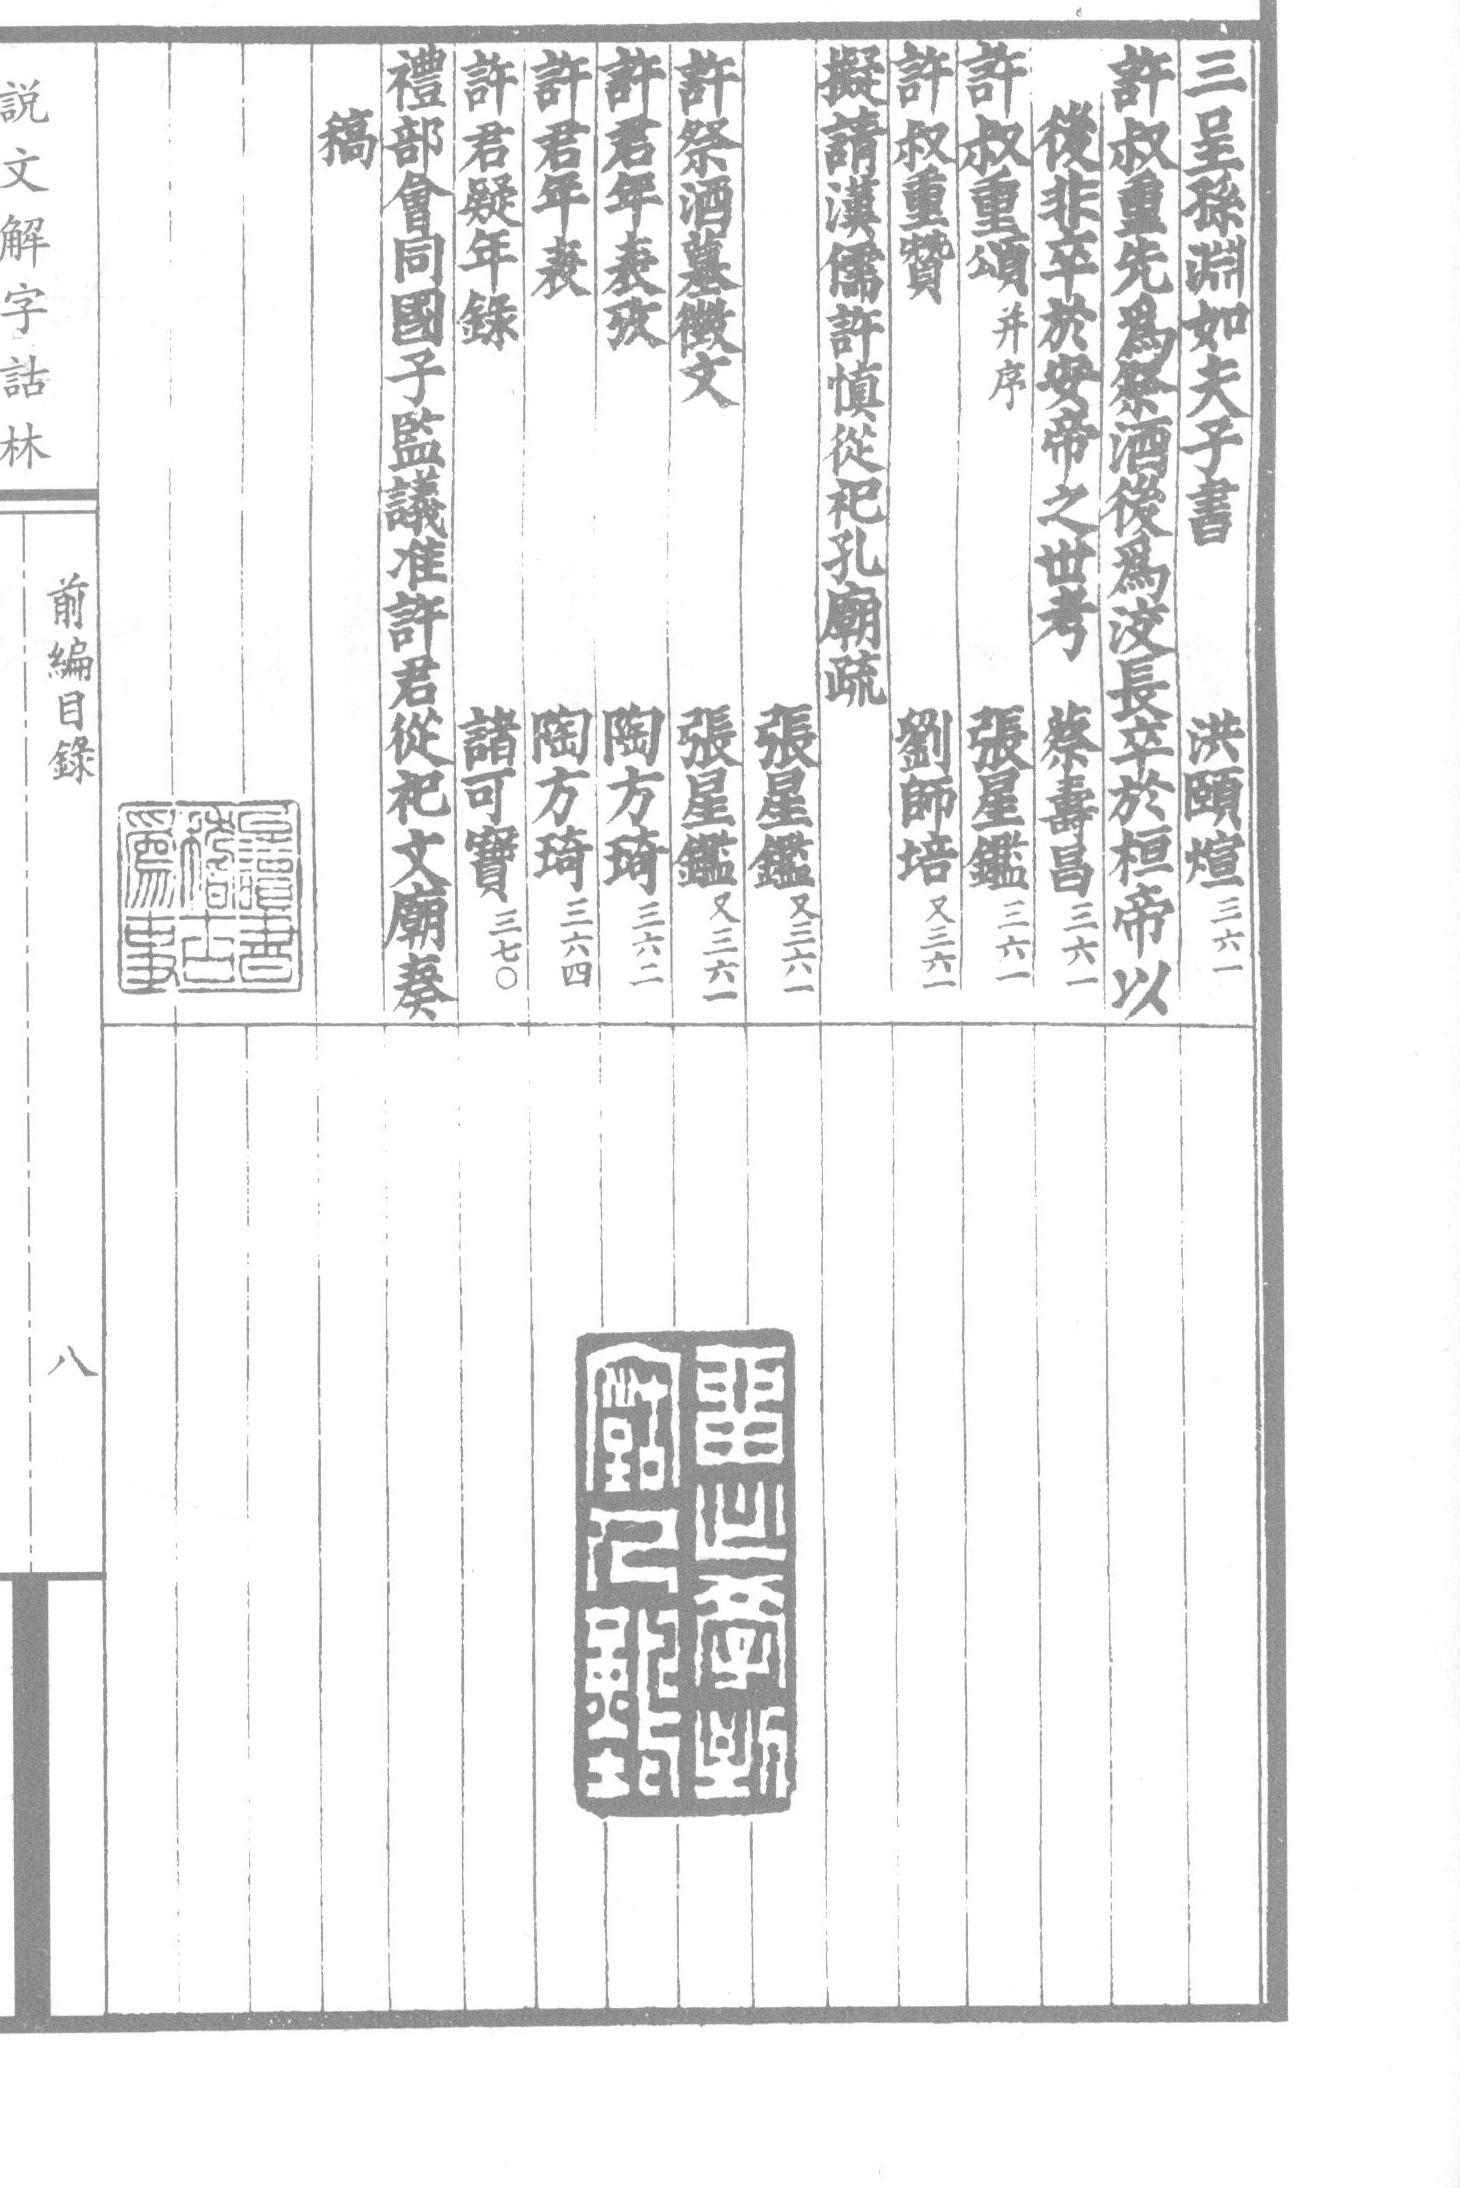 三呈孫淵如夫子書 洪頤煊 三六一
許叔重先爲祭酒後爲洨長卒於桓帝以
後非卒於安帝之世考 蔡壽昌 三六一
許叔重頌 并序 張星鑑 三六一
許叔重贊 劉師培 又三六一
擬請漢儒許慎從祀孔廟疏
張星鑑 又三六一
許祭酒墓徵文 張星鑑 又三六一
許君年表攷 陶方琦 三六二
許君年表 陶方琦 三六四
許君疑年錄 諸可寶 三七〇
禮部會同國子監議准許君從祀文廟奏
稿
說文解字詁林
前編目錄
八